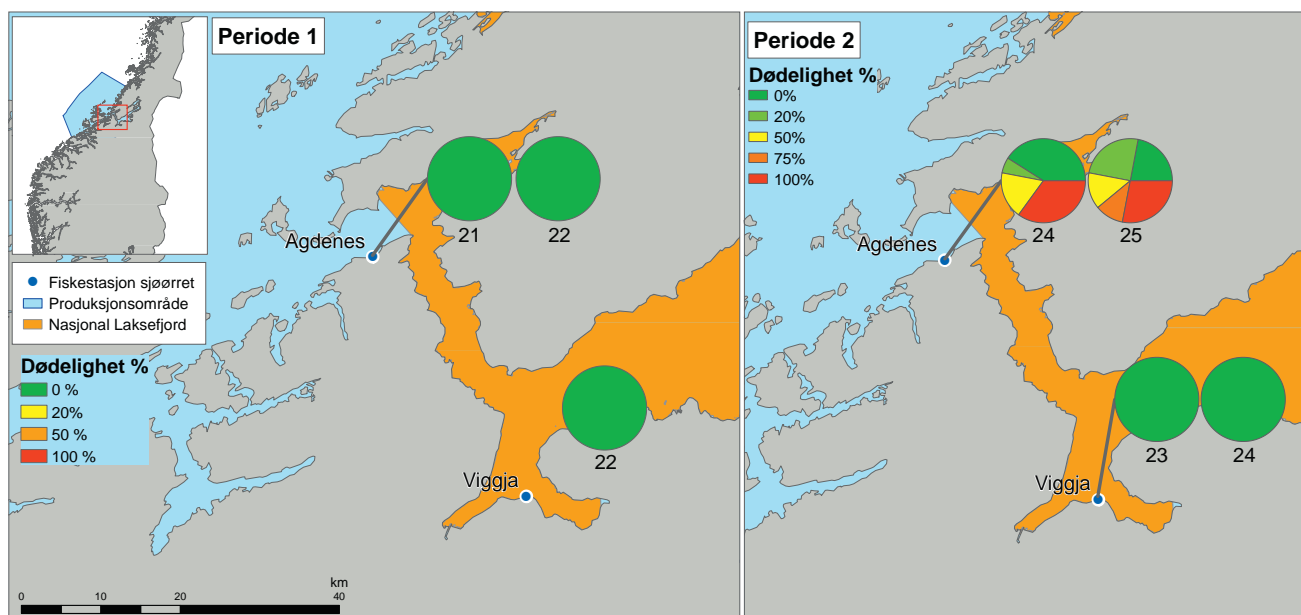 Periode 1
Agdenes
21
22
Fiskestasjon sjøørret
Produksjonsområde
Nasjonal Laksefjord
Dødelighet %
0 %
20%
50 %
100 %
22
Viggja
km
0
20
40
Periode 2
Dødelighet %
0%
20%
50%
75%
100%
Agdenes
24
25
23
24
Viggja